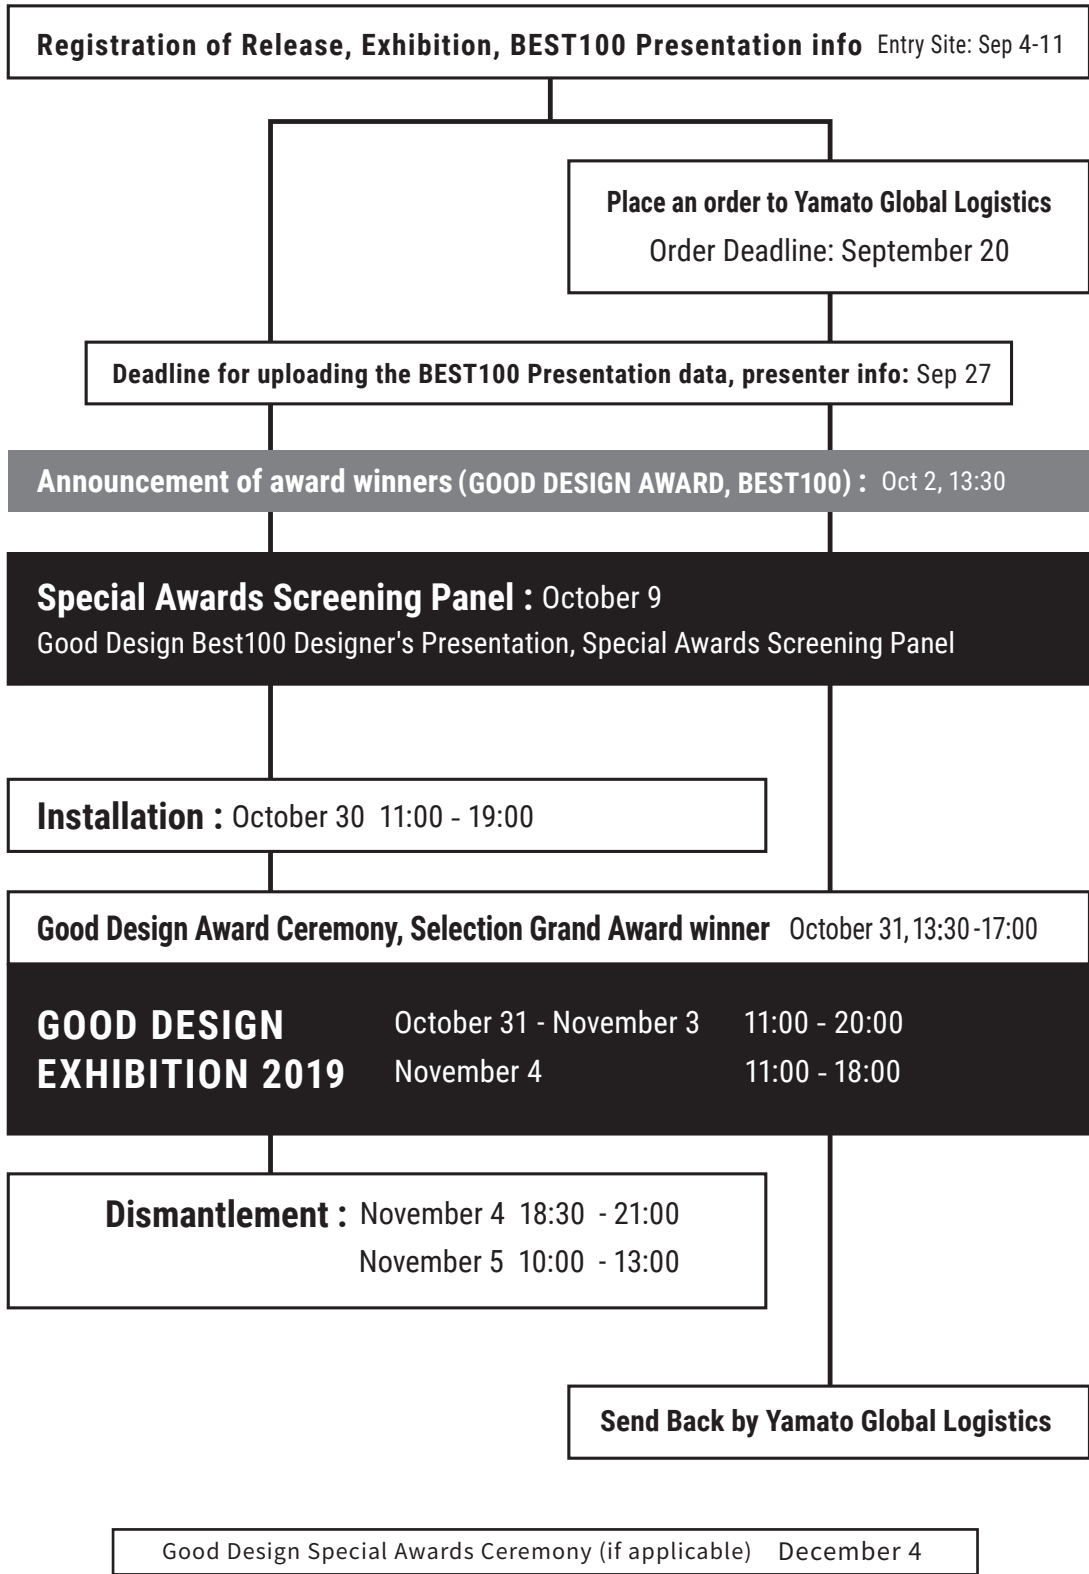 Registration of Release, Exhibition, BEST100 Presentation info Entry Site: Sep 4-11
Place an order to Yamato Global Logistics
Order Deadline: September 20
Deadline for uploading the BEST100 Presentation data, presenter info: Sep 27
Announcement of award winners (GOOD DESIGN AWARD, BEST100) : Oct 2, 13:30
Special Awards Screening Panel : October 9
Good Design Best100 Designer's Presentation, Special Awards Screening Panel
Installation : October 30 11:00 - 19:00
Good Design Award Ceremony, Selection Grand Award winner October 31, 13:30 -17:00
GOOD DESIGN October 31 - November 3 11:00 - 20:00
EXHIBITION 2019 November 4 11:00 - 18:00
Dismantlement : November 4 18:30 - 21:00
November 5 10:00 - 13:00
Send Back by Yamato Global Logistics
Good Design Special Awards Ceremony (if applicable) December 4